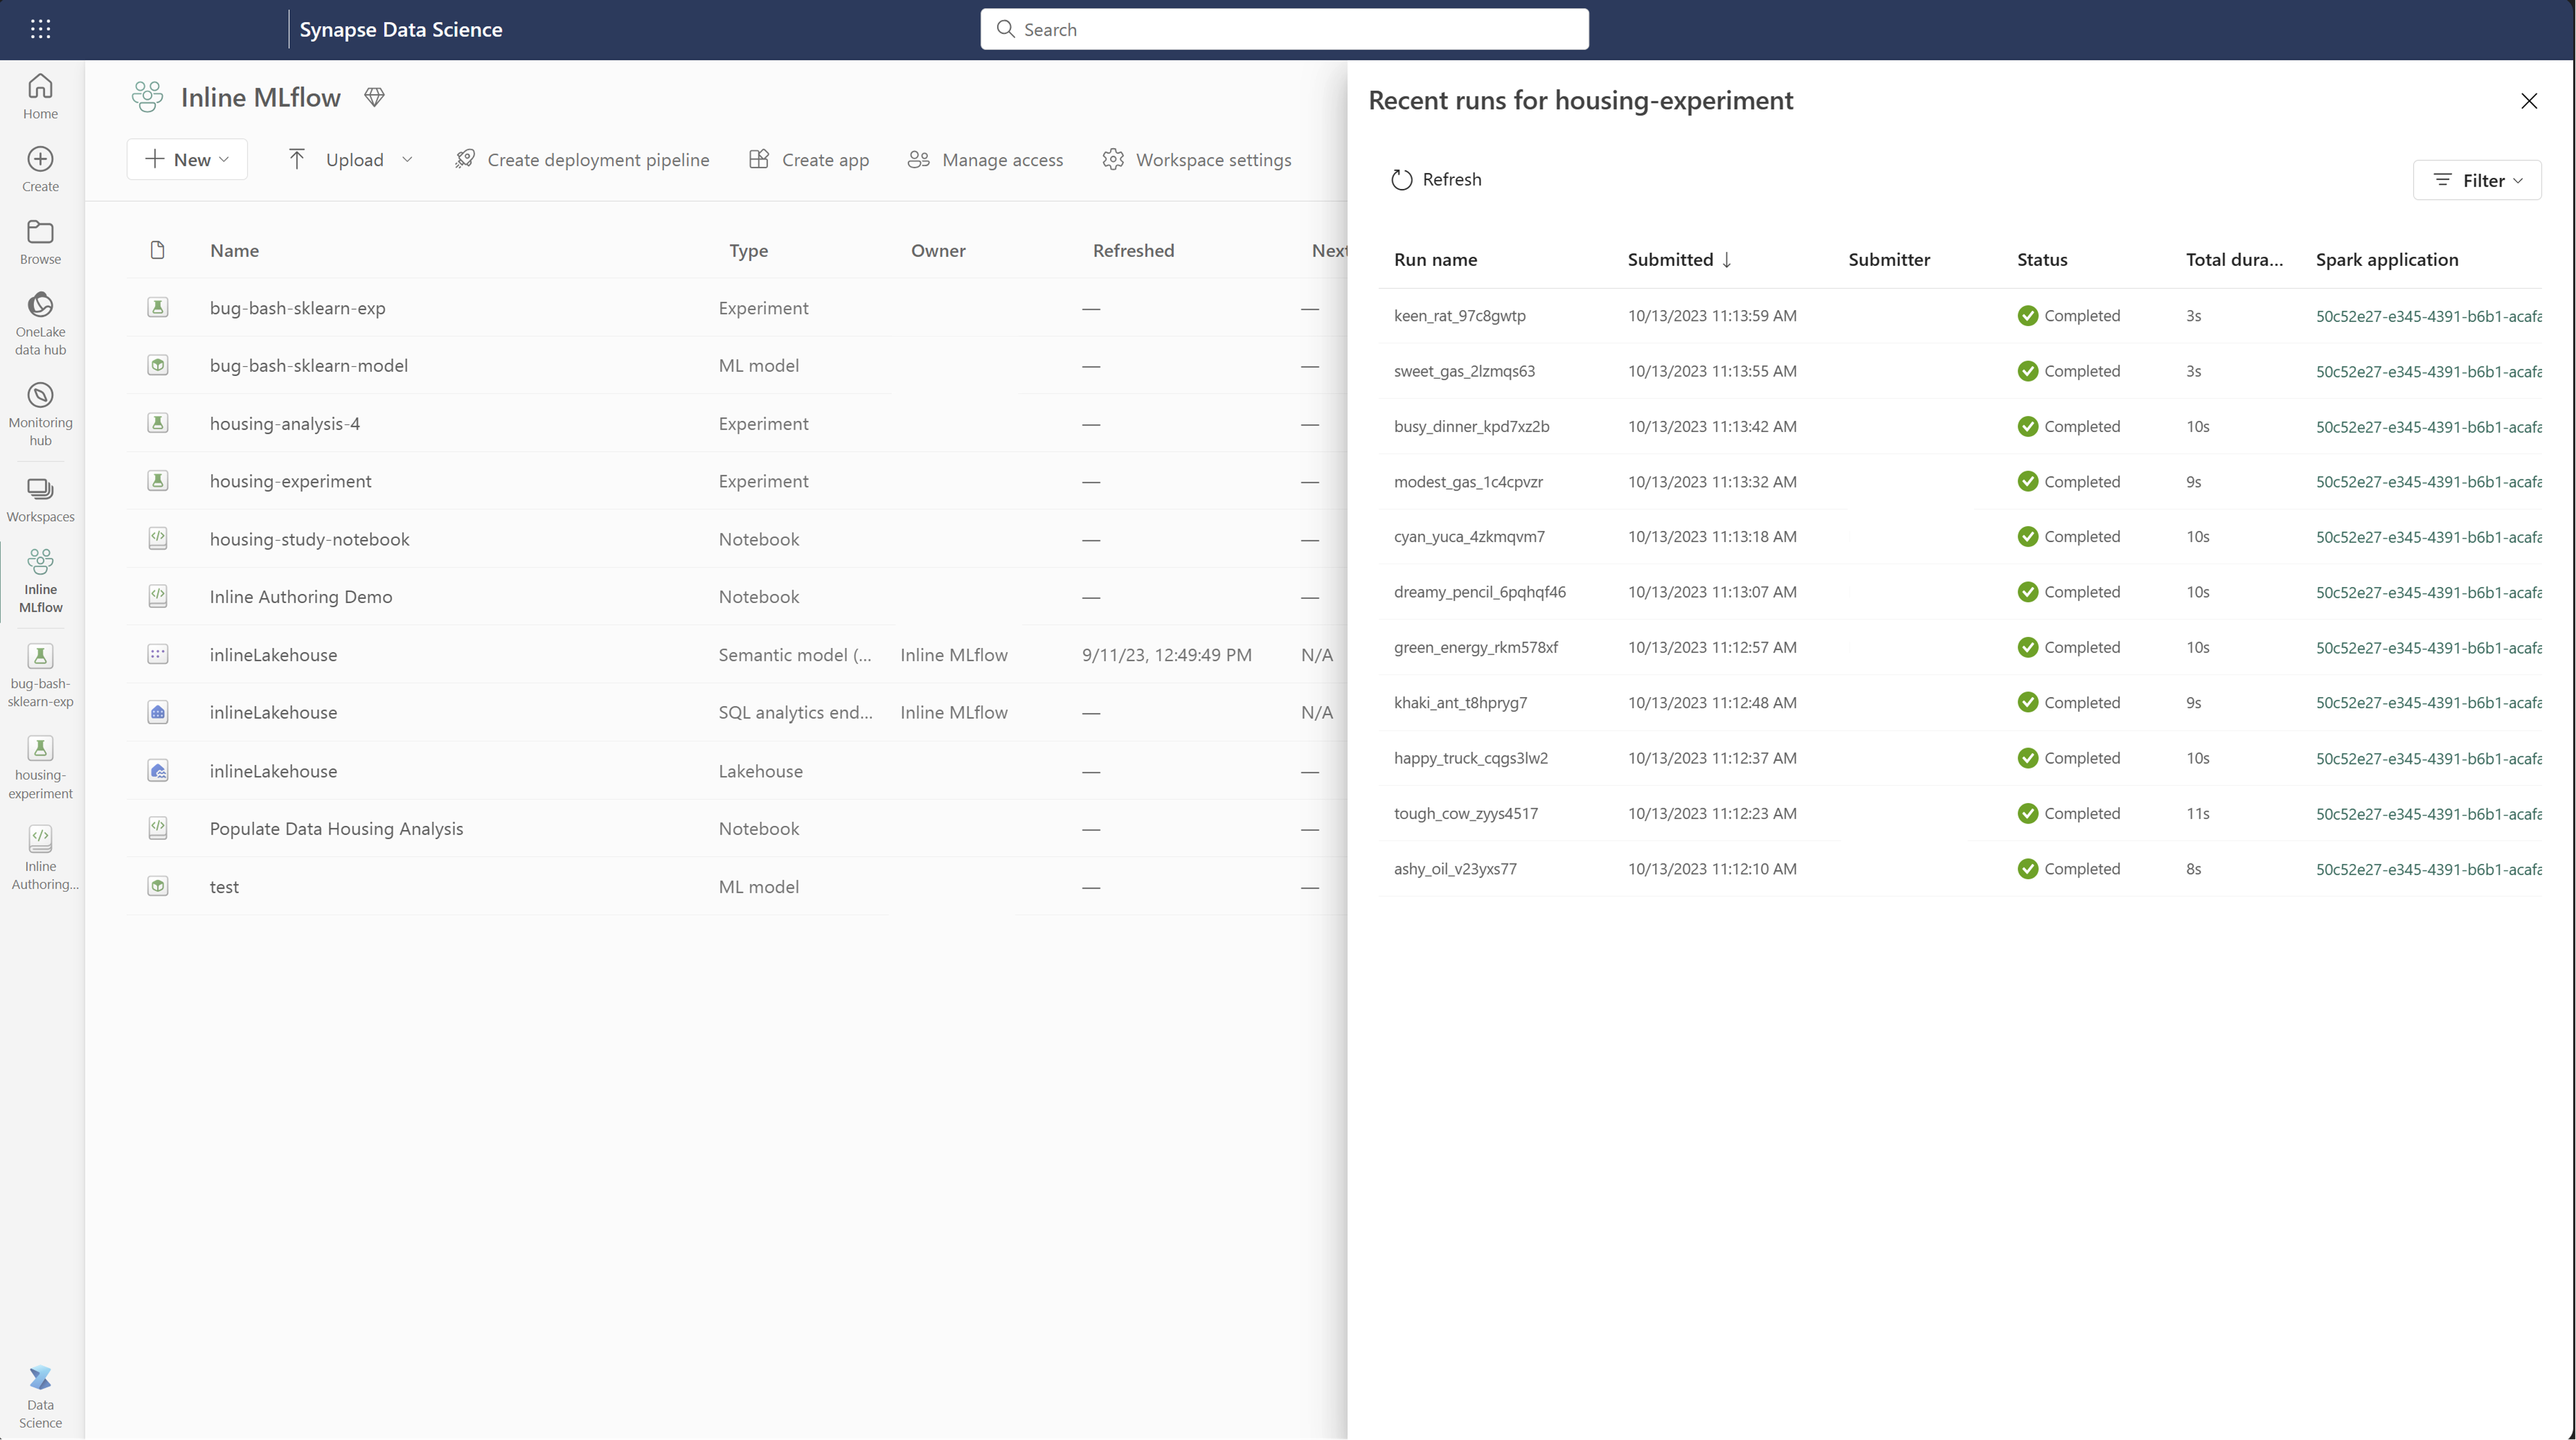 Synapse Data Science
Search
Home
Create
Browse
OneLake
data hub
Monitoring
hub
Workspaces
Inline
MLflow
bug-bash-
sklearn-exp
housing-
experiment
Inline
Authoring...
Data
Science
Inline MLflow
New
Upload
Create deployment pipeline
Create app
Manage access
Workspace settings
Name Type Owner Refreshed Next
bug-bash-sklearn-exp Experiment — —
bug-bash-sklearn-model ML model — —
housing-analysis-4 Experiment — —
housing-experiment Experiment — —
housing-study-notebook Notebook — —
Inline Authoring Demo Notebook — —
inlineLakehouse Semantic model (... Inline MLflow 9/11/23, 12:49:49 PM N/A
inlineLakehouse SQL analytics end... Inline MLflow — N/A
inlineLakehouse Lakehouse — —
Populate Data Housing Analysis Notebook — —
test ML model — —
Recent runs for housing-experiment
Refresh
Filter
Run name Submitted ↓ Submitter Status Total dura... Spark application
keen_rat_97c8gwtp 10/13/2023 11:13:59 AM Completed 3s 50c52e27-e345-4391-b6b1-acafa
sweet_gas_2lzmqs63 10/13/2023 11:13:55 AM Completed 3s 50c52e27-e345-4391-b6b1-acafa
busy_dinner_kpd7xz2b 10/13/2023 11:13:42 AM Completed 10s 50c52e27-e345-4391-b6b1-acafa
modest_gas_1c4cpvzr 10/13/2023 11:13:32 AM Completed 9s 50c52e27-e345-4391-b6b1-acafa
cyan_yuca_4zkmqvm7 10/13/2023 11:13:18 AM Completed 10s 50c52e27-e345-4391-b6b1-acafa
dreamy_pencil_6pqhqf46 10/13/2023 11:13:07 AM Completed 10s 50c52e27-e345-4391-b6b1-acafa
green_energy_rkm578xf 10/13/2023 11:12:57 AM Completed 10s 50c52e27-e345-4391-b6b1-acafa
khaki_ant_t8hpryg7 10/13/2023 11:12:48 AM Completed 9s 50c52e27-e345-4391-b6b1-acafa
happy_truck_cqgs3lw2 10/13/2023 11:12:37 AM Completed 10s 50c52e27-e345-4391-b6b1-acafa
tough_cow_zyys4517 10/13/2023 11:12:23 AM Completed 11s 50c52e27-e345-4391-b6b1-acafa
ashy_oil_v23yxs77 10/13/2023 11:12:10 AM Completed 8s 50c52e27-e345-4391-b6b1-acafa